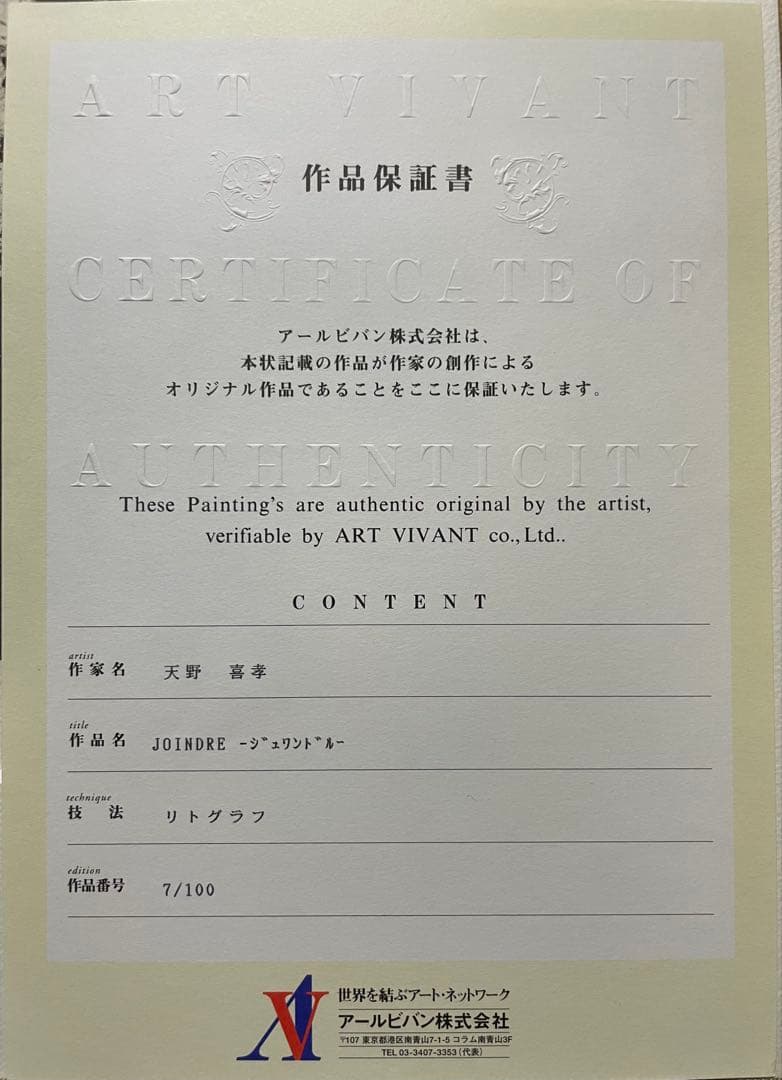 ART VIVANT
作品保証書
CERTIFICATE OF
アールビバン株式会社は、
本状記載の作品が作家の創作による
オリジナル作品であることをここに保証いたします。
AUTHENTICITY
These Painting's are authentic original by the artist,
verifiable by ART VIVANT co., Ltd..
CONTENT
artist
作家名 天野 喜孝
title
作品名 JOINDRE -ｼﾞｭﾜﾝﾄﾞﾙｰ
technique
技 法 リトグラフ
edition
作品番号 7/100
AV 世界を結ぶアート・ネットワーク
アールビバン株式会社
〒107 東京都港区南青山7-1-5 コラム南青山3F
TEL 03-3407-3353(代表)